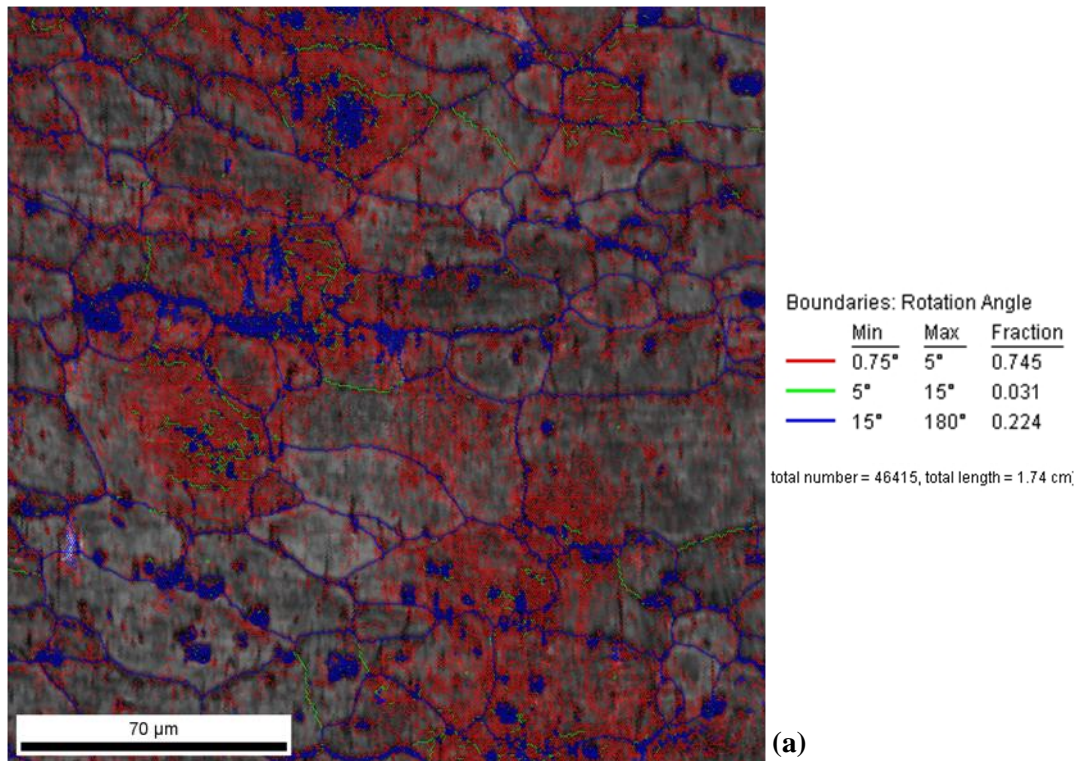 Boundaries: Rotation Angle
Min Max Fraction
0.75° 5° 0.745
5° 15° 0.031
15° 180° 0.224
total number = 46415, total length = 1.74 cm)
70 µm
(a)